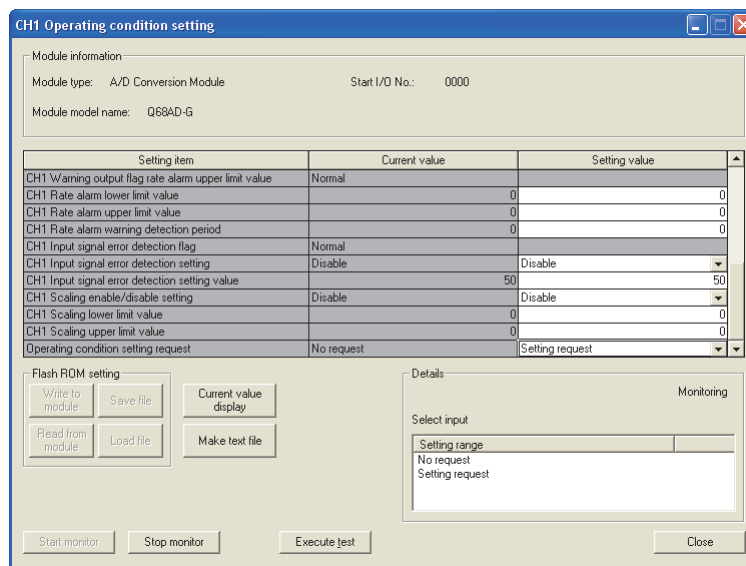 CH1 Operating condition setting
Module information
Module type: A/D Conversion Module Start I/O No.: 0000
Module model name: Q68AD-G
Setting item Current value Setting value
CH1 Warning output flag rate alarm upper limit value Normal
CH1 Rate alarm lower limit value 0 0
CH1 Rate alarm upper limit value 0 0
CH1 Rate alarm warning detection period 0 0
CH1 Input signal error detection flag Normal
CH1 Input signal error detection setting Disable Disable
CH1 Input signal error detection setting value 50 50
CH1 Scaling enable/disable setting Disable Disable
CH1 Scaling lower limit value 0 0
CH1 Scaling upper limit value 0 0
Operating condition setting request No request Setting request
Flash ROM setting
Write to
module
Save file
Read from
module
Load file
Current value
display
Make text file
Details
Monitoring
Select input
Setting range
No request
Setting request
Start monitor Stop monitor Execute test Close